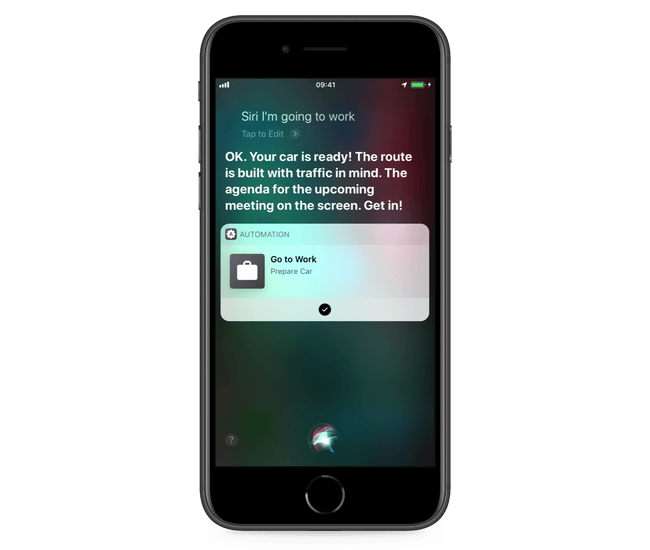 09:41
Siri I'm going to work
Tap to Edit
OK. Your car is ready! The route
is built with traffic in mind. The
agenda for the upcoming
meeting on the screen. Get in!
AUTOMATION
Go to Work
Prepare Car
?